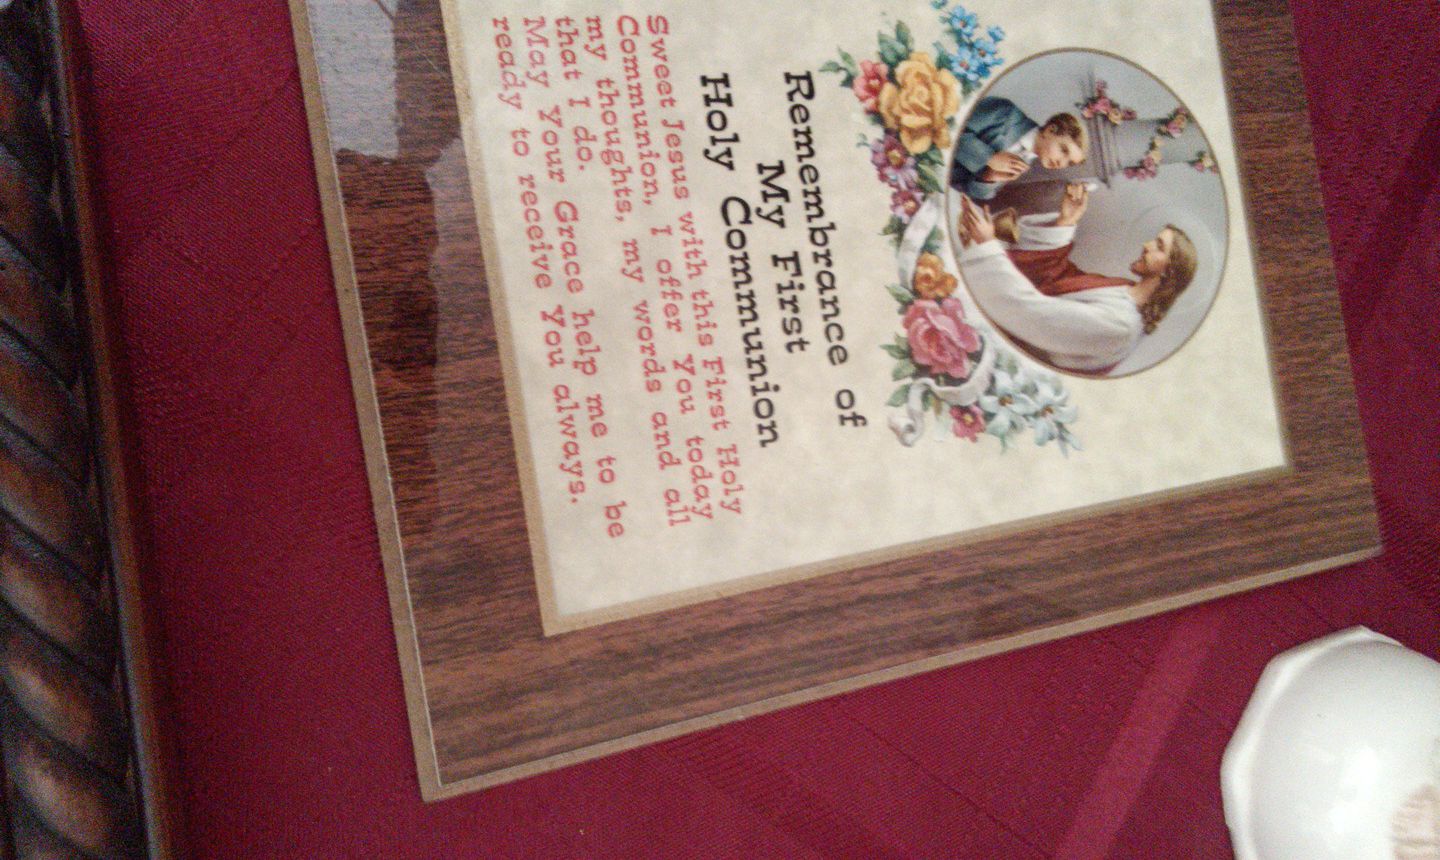 Remembrance of
My First
Holy Communion
Sweet Jesus with this First Holy
Communion, I offer You today
my thoughts, my words and all
that I do.
May Your Grace help me to be
ready to receive You always.